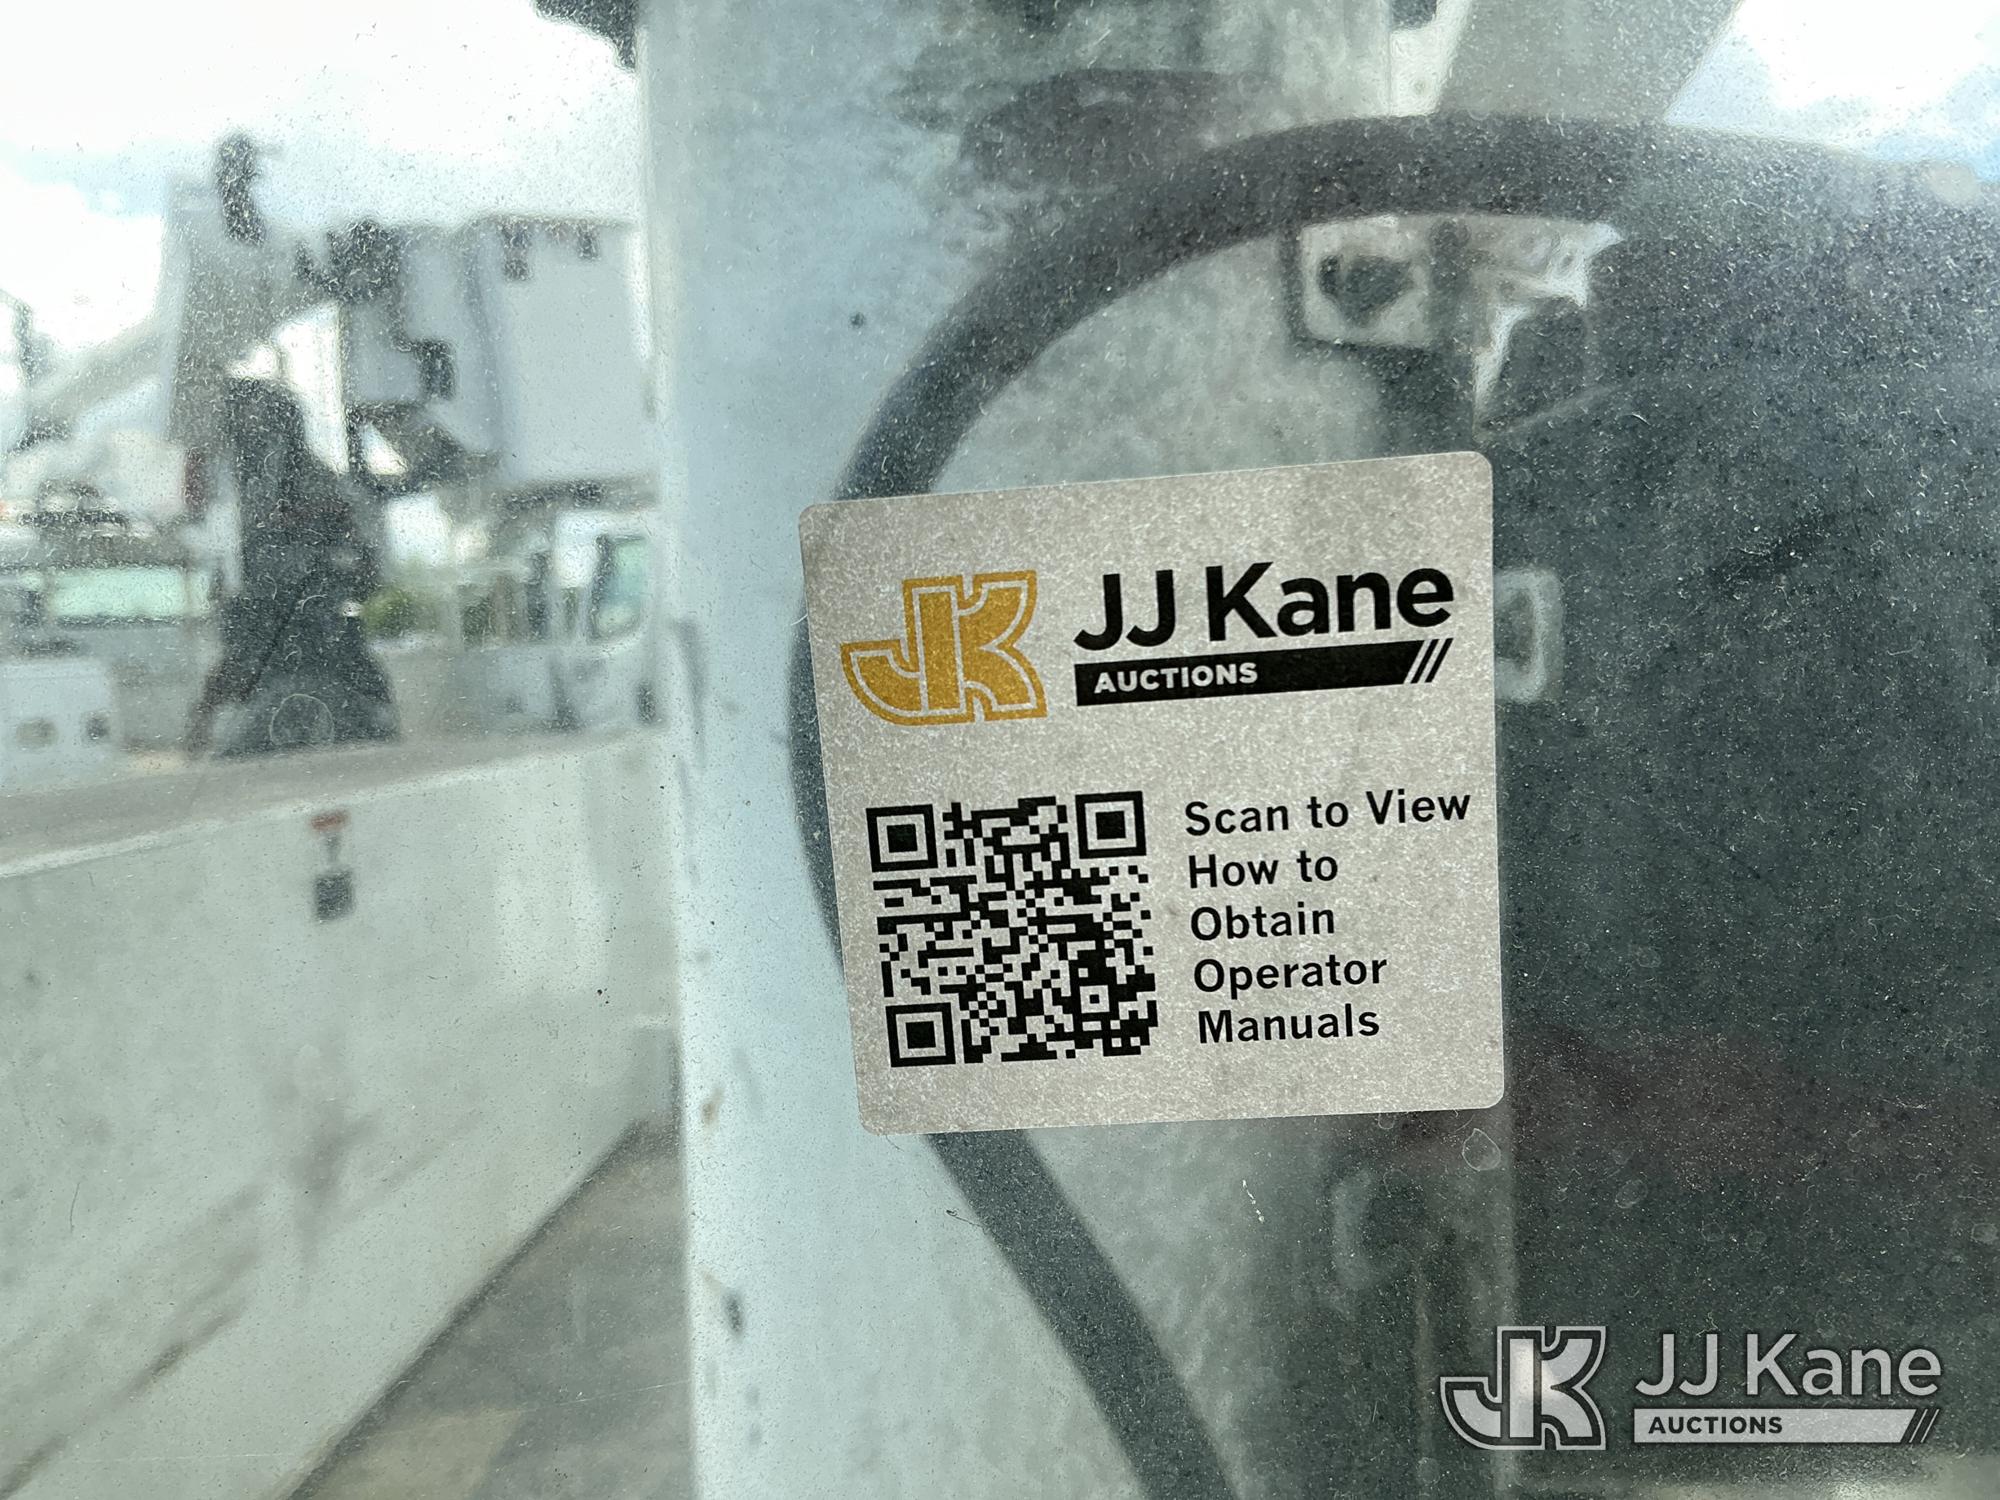 JK JJ Kane
AUCTIONS
Scan to View
How to
Obtain
Operator
Manuals
JK JJ Kane
AUCTIONS